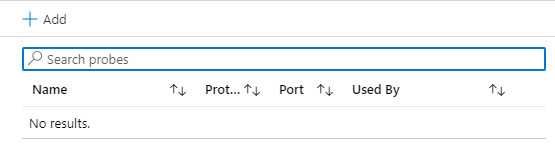 Add
Search probes
Name Prot... Port Used By
No results.